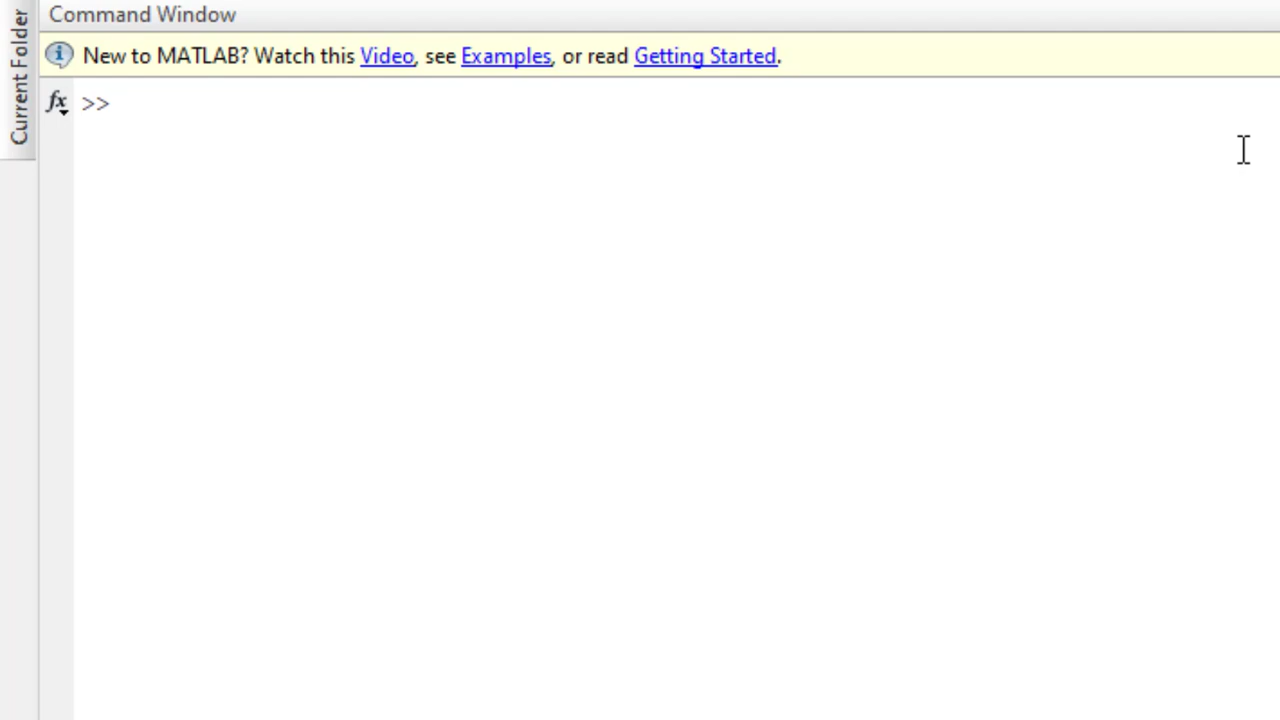 Current Folder
Command Window
New to MATLAB? Watch this Video, see Examples, or read Getting Started.
fx >>